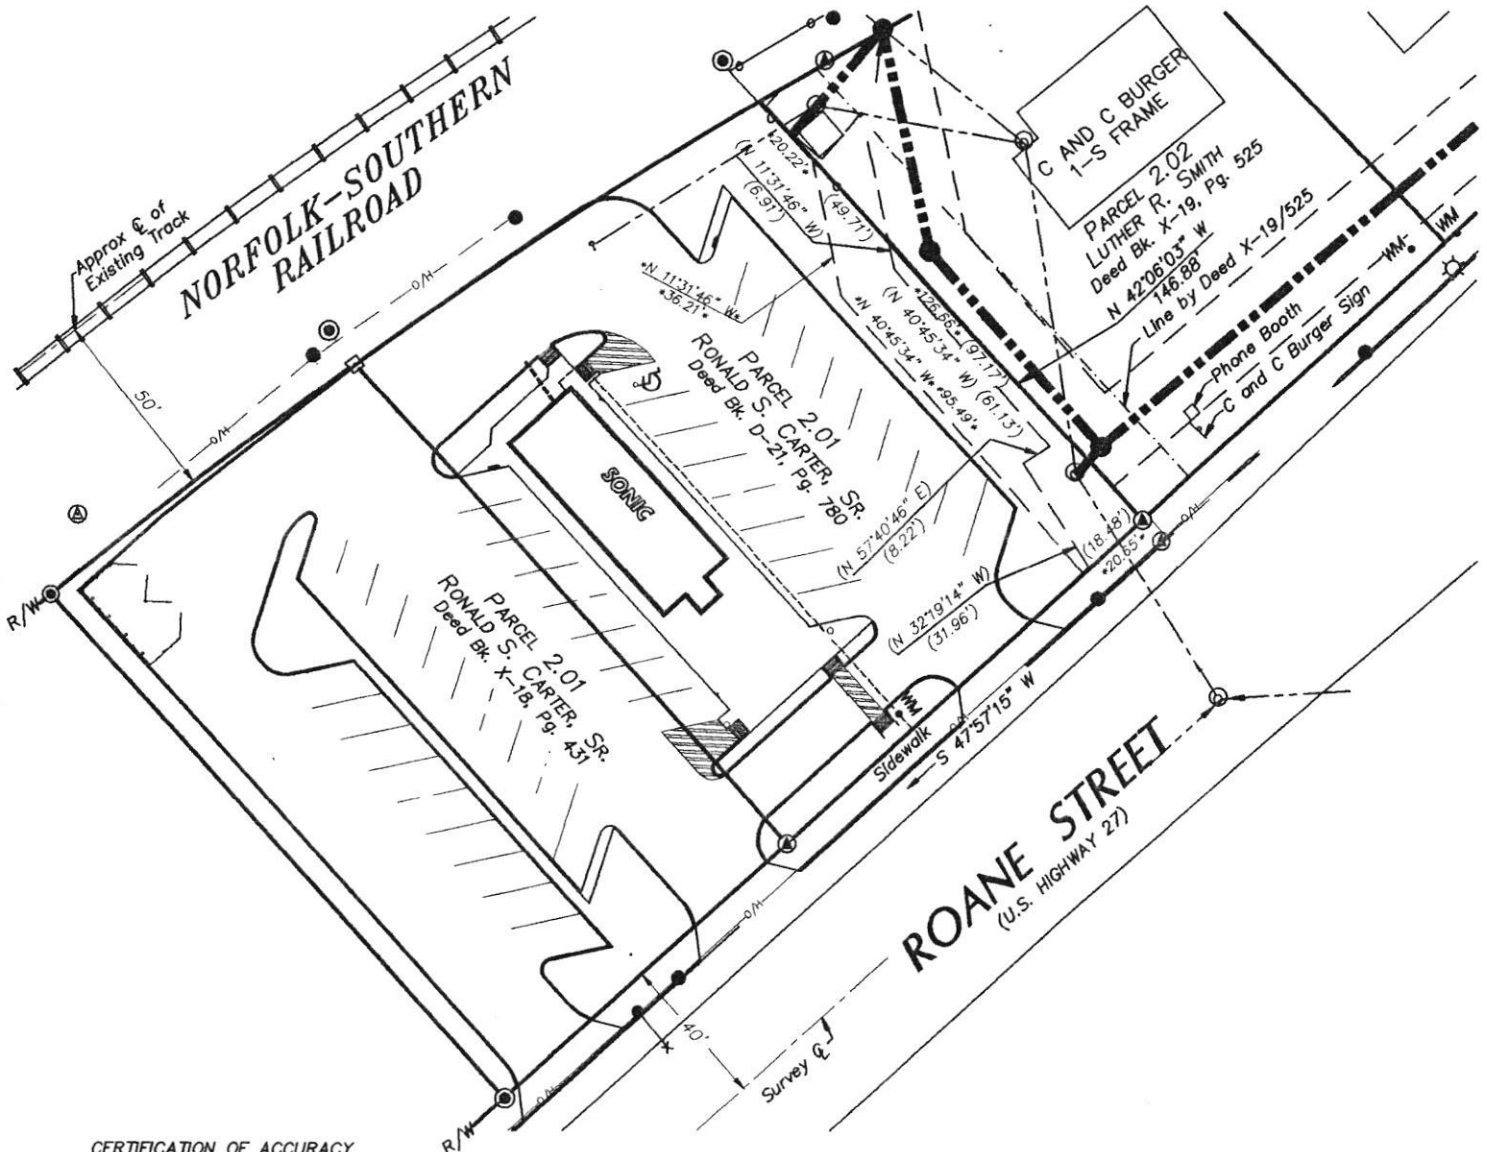 NORFOLK-SOUTHERN
RAILROAD
Approx ℄ of
Existing Track
50'
O/H
O/H
R/W
C AND C BURGER
1-S FRAME
PARCEL 2.02
LUTHER R. SMITH
Deed Bk. X-19, Pg. 525
N 42°06'03" W
146.88'
Line by Deed X-19/525
Phone Booth
C and C Burger Sign
WM
WM
*20.22'*
(N 11°31'46" W)
(6.91')
(49.71')
*N 11°31'46" W*
*36.21'*
*126.66'* (97.17')
(N 40°45'34" W) (61.13')
*N 40°45'34" W* *95.49'*
PARCEL 2.01
RONALD S. CARTER, SR.
Deed Bk. D-21, Pg. 780
(N 57°40'46" E)
(8.22')
(N 32°19'14" W)
(31.96')
(18.48')
*20.65'*
O/H
SONIC
PARCEL 2.01
RONALD S. CARTER, SR.
Deed Bk. X-18, Pg. 431
WM
Sidewalk
O/H
S 47°57'15" W
ROANE STREET
(U.S. HIGHWAY 27)
O/H
40'
Survey ℄
O/H
R/W
CERTIFICATION OF ACCURACY